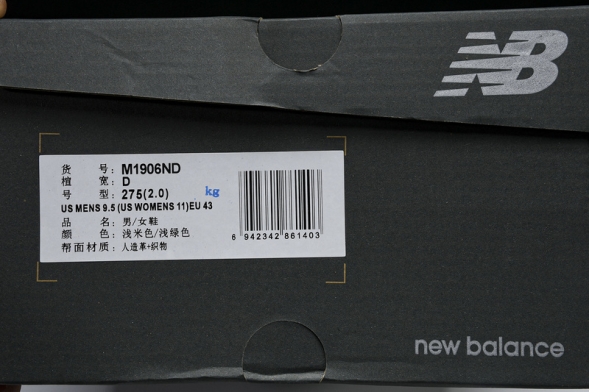 NB
货 号：M1906ND
楦 宽：D
号 型：275(2.0)
kg
US MENS 9.5 (US WOMENS 11) EU 43
品 名：男/女鞋
颜 色：浅米色/浅绿色
帮面材质：人造革+织物
6 942342 861403
new balance